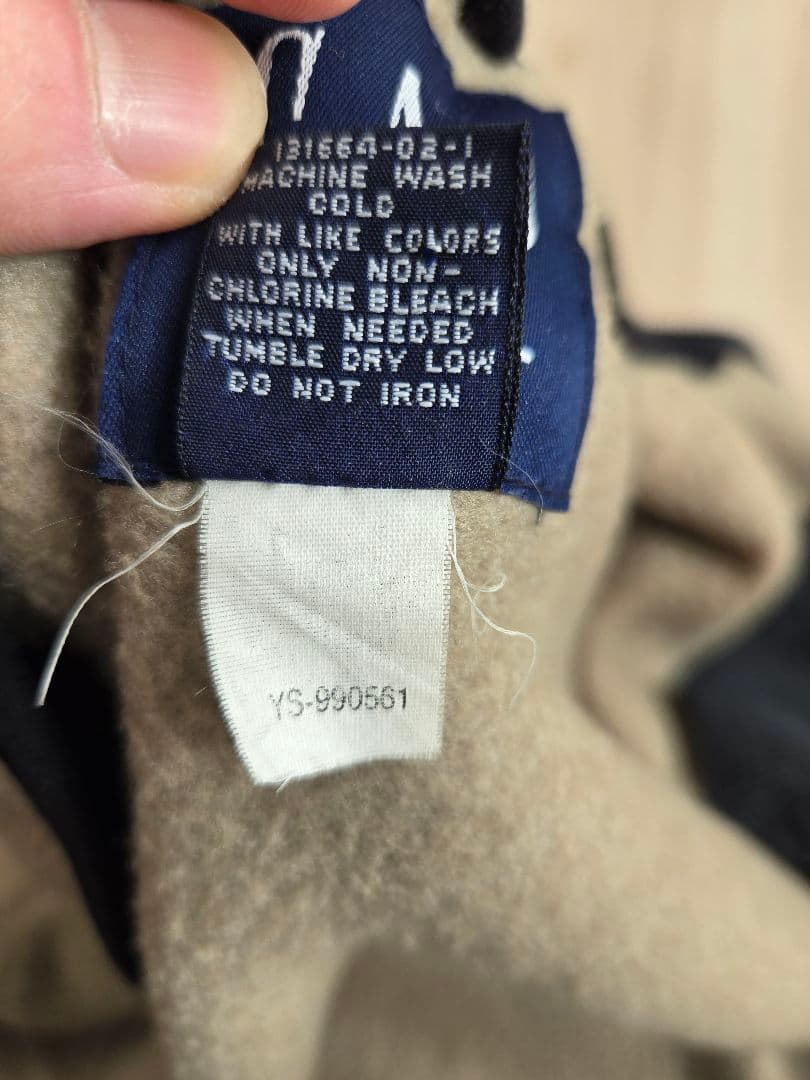 131664-02-1
MACHINE WASH
COLD
WITH LIKE COLORS
ONLY NON-
CHLORINE BLEACH
WHEN NEEDED
TUMBLE DRY LOW
DO NOT IRON
YS-990561